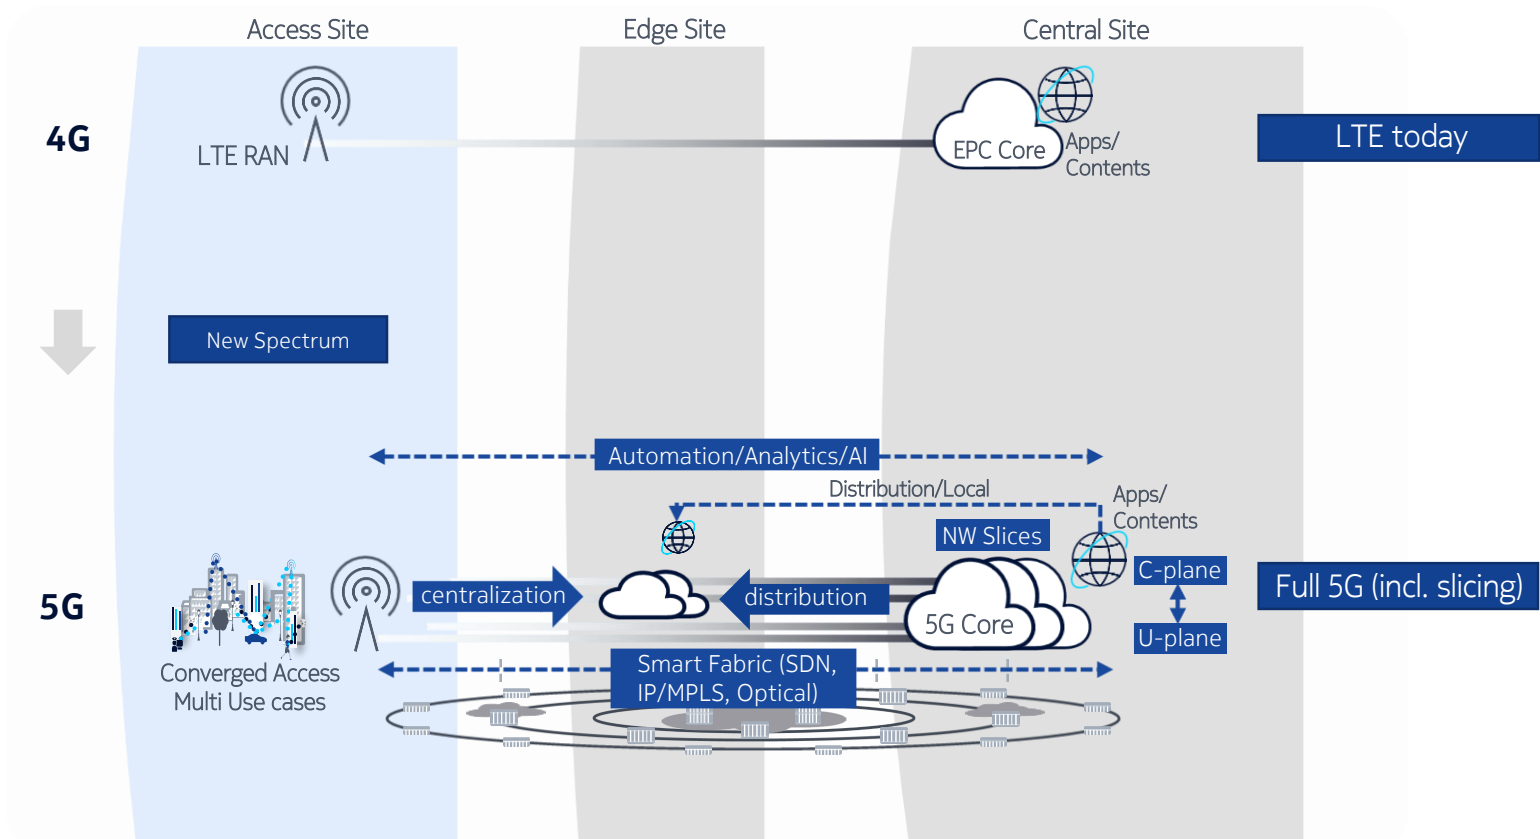 Access Site
Edge Site
Central Site
4G
LTE RAN
EPC Core
Apps/
Contents
LTE today
New Spectrum
Automation/Analytics/AI
Distribution/Local
Apps/
Contents
NW Slices
5G
centralization
distribution
5G Core
C-plane
U-plane
Full 5G (incl. slicing)
Converged Access
Multi Use cases
Smart Fabric (SDN,
IP/MPLS, Optical)